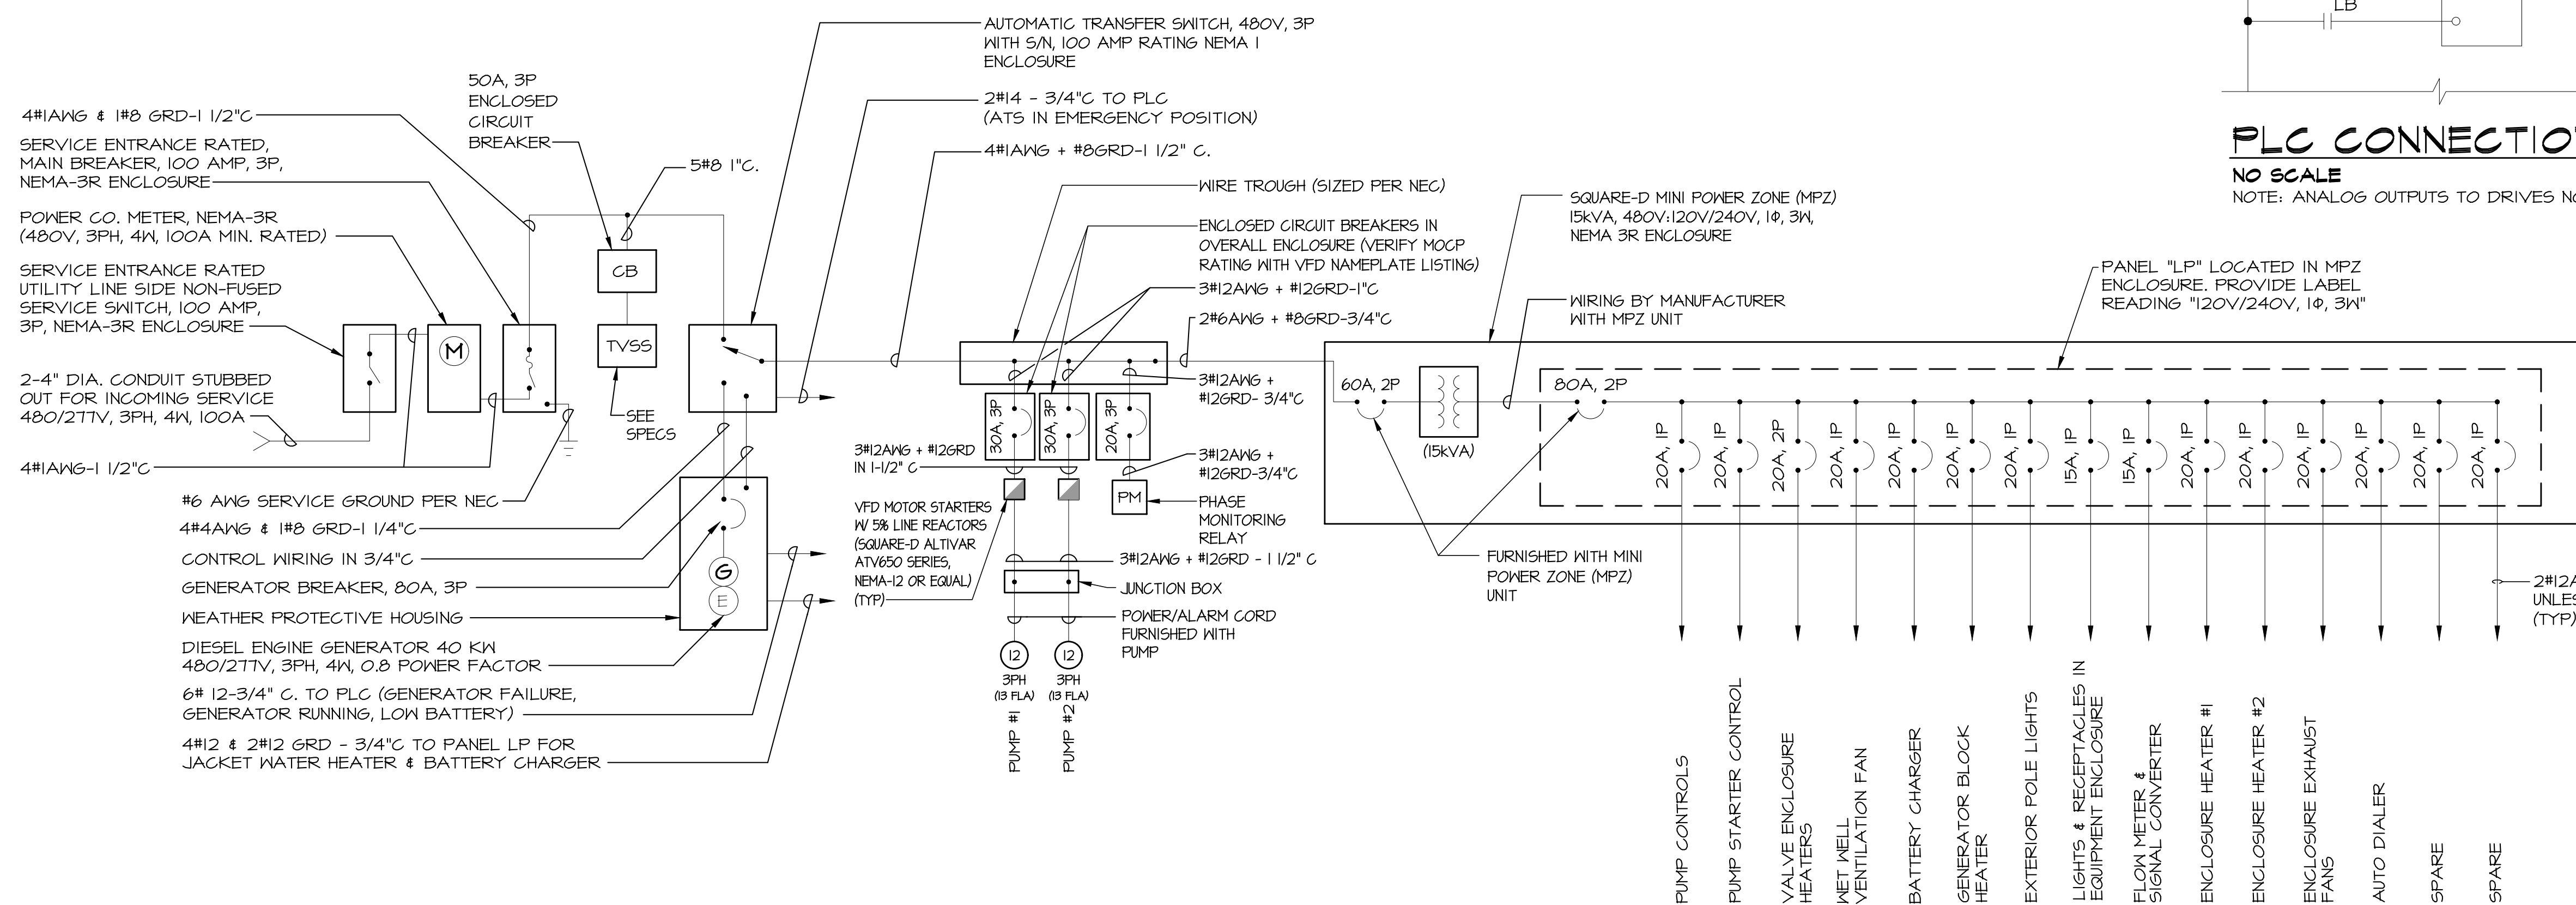 4#1AWG & 1#8 GRD-1 1/2"C
SERVICE ENTRANCE RATED,
MAIN BREAKER, 100 AMP, 3P,
NEMA-3R ENCLOSURE
POWER CO. METER, NEMA-3R
(480V, 3PH, 4W, 100A MIN. RATED)
SERVICE ENTRANCE RATED
UTILITY LINE SIDE NON-FUSED
SERVICE SWITCH, 100 AMP,
3P, NEMA-3R ENCLOSURE
2-4" DIA. CONDUIT STUBBED
OUT FOR INCOMING SERVICE
480/277V, 3PH, 4W, 100A
4#1AWG-1 1/2"C
#6 AWG SERVICE GROUND PER NEC
4#4AWG & 1#8 GRD-1 1/4"C
CONTROL WIRING IN 3/4"C
GENERATOR BREAKER, 80A, 3P
WEATHER PROTECTIVE HOUSING
DIESEL ENGINE GENERATOR 40 KW
480/277V, 3PH, 4W, 0.8 POWER FACTOR
6# 12-3/4" C. TO PLC (GENERATOR FAILURE,
GENERATOR RUNNING, LOW BATTERY)
4#12 & 2#12 GRD - 3/4"C TO PANEL LP FOR
JACKET WATER HEATER & BATTERY CHARGER
M
50A, 3P
ENCLOSED
CIRCUIT
BREAKER
5#8 1"C.
CB
TVSS
SEE
SPECS
G
E
AUTOMATIC TRANSFER SWITCH, 480V, 3P
WITH S/N, 100 AMP RATING NEMA 1
ENCLOSURE
2#14 - 3/4"C TO PLC
(ATS IN EMERGENCY POSITION)
4#1AWG + #8GRD-1 1/2" C.
WIRE TROUGH (SIZED PER NEC)
ENCLOSED CIRCUIT BREAKERS IN
OVERALL ENCLOSURE (VERIFY MOCP
RATING WITH VFD NAMEPLATE LISTING)
3#12AWG + #12GRD-1"C
2#6AWG + #8GRD-3/4"C
3#12AWG +
#12GRD- 3/4"C
30A, 3P
30A, 3P
20A, 3P
3#12AWG + #12GRD
IN 1-1/2" C
3#12AWG +
#12GRD-3/4"C
PM
PHASE
MONITORING
RELAY
VFD MOTOR STARTERS
W/ 5% LINE REACTORS
(SQUARE-D ALTIVAR
ATV650 SERIES,
NEMA-12 OR EQUAL)
(TYP)
3#12AWG + #12GRD - 1 1/2" C
JUNCTION BOX
POWER/ALARM CORD
FURNISHED WITH
PUMP
12
12
3PH
3PH
(13 FLA)
(13 FLA)
PUMP #1
PUMP #2
SQUARE-D MINI POWER ZONE (MPZ)
15kVA, 480V:120V/240V, 1Φ, 3W,
NEMA 3R ENCLOSURE
WIRING BY MANUFACTURER
WITH MPZ UNIT
PANEL "LP" LOCATED IN MPZ
ENCLOSURE. PROVIDE LABEL
READING "120V/240V, 1Φ, 3W"
60A, 2P
(15kVA)
80A, 2P
FURNISHED WITH MINI
POWER ZONE (MPZ)
UNIT
20A, 1P
20A, 1P
20A, 2P
20A, 1P
20A, 1P
20A, 1P
20A, 1P
15A, 1P
15A, 1P
20A, 1P
20A, 1P
20A, 1P
20A, 1P
20A, 1P
20A, 1P
PUMP CONTROLS
PUMP STARTER CONTROL
VALVE ENCLOSURE
HEATERS
WET WELL
VENTILATION FAN
BATTERY CHARGER
GENERATOR BLOCK
HEATER
EXTERIOR POLE LIGHTS
LIGHTS & RECEPTACLES IN
EQUIPMENT ENCLOSURE
FLOW METER &
SIGNAL CONVERTER
ENCLOSURE HEATER #1
ENCLOSURE HEATER #2
ENCLOSURE EXHAUST
FANS
AUTO DIALER
SPARE
SPARE
LB
PLC CONNECTIO
NO SCALE
NOTE: ANALOG OUTPUTS TO DRIVES NO
2#12A
UNLES
(TYP)